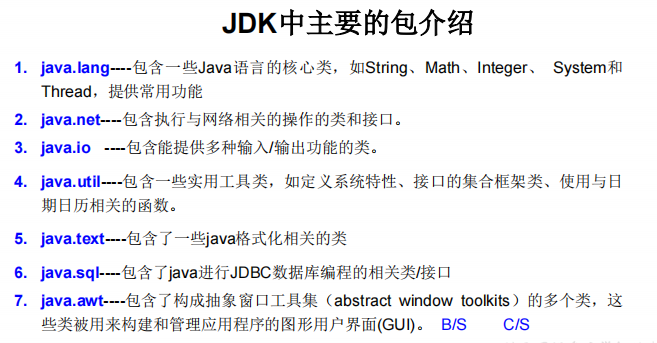 JDK中主要的包介绍
1. java.lang----包含一些Java语言的核心类，如String、Math、Integer、 System和
Thread，提供常用功能
2. java.net----包含执行与网络相关的操作的类和接口。
3. java.io ----包含能提供多种输入/输出功能的类。
4. java.util----包含一些实用工具类，如定义系统特性、接口的集合框架类、使用与日
期日历相关的函数。
5. java.text----包含了一些java格式化相关的类
6. java.sql----包含了java进行JDBC数据库编程的相关类/接口
7. java.awt----包含了构成抽象窗口工具集（abstract window toolkits）的多个类，这
些类被用来构建和管理应用程序的图形用户界面(GUI)。 B/S C/S